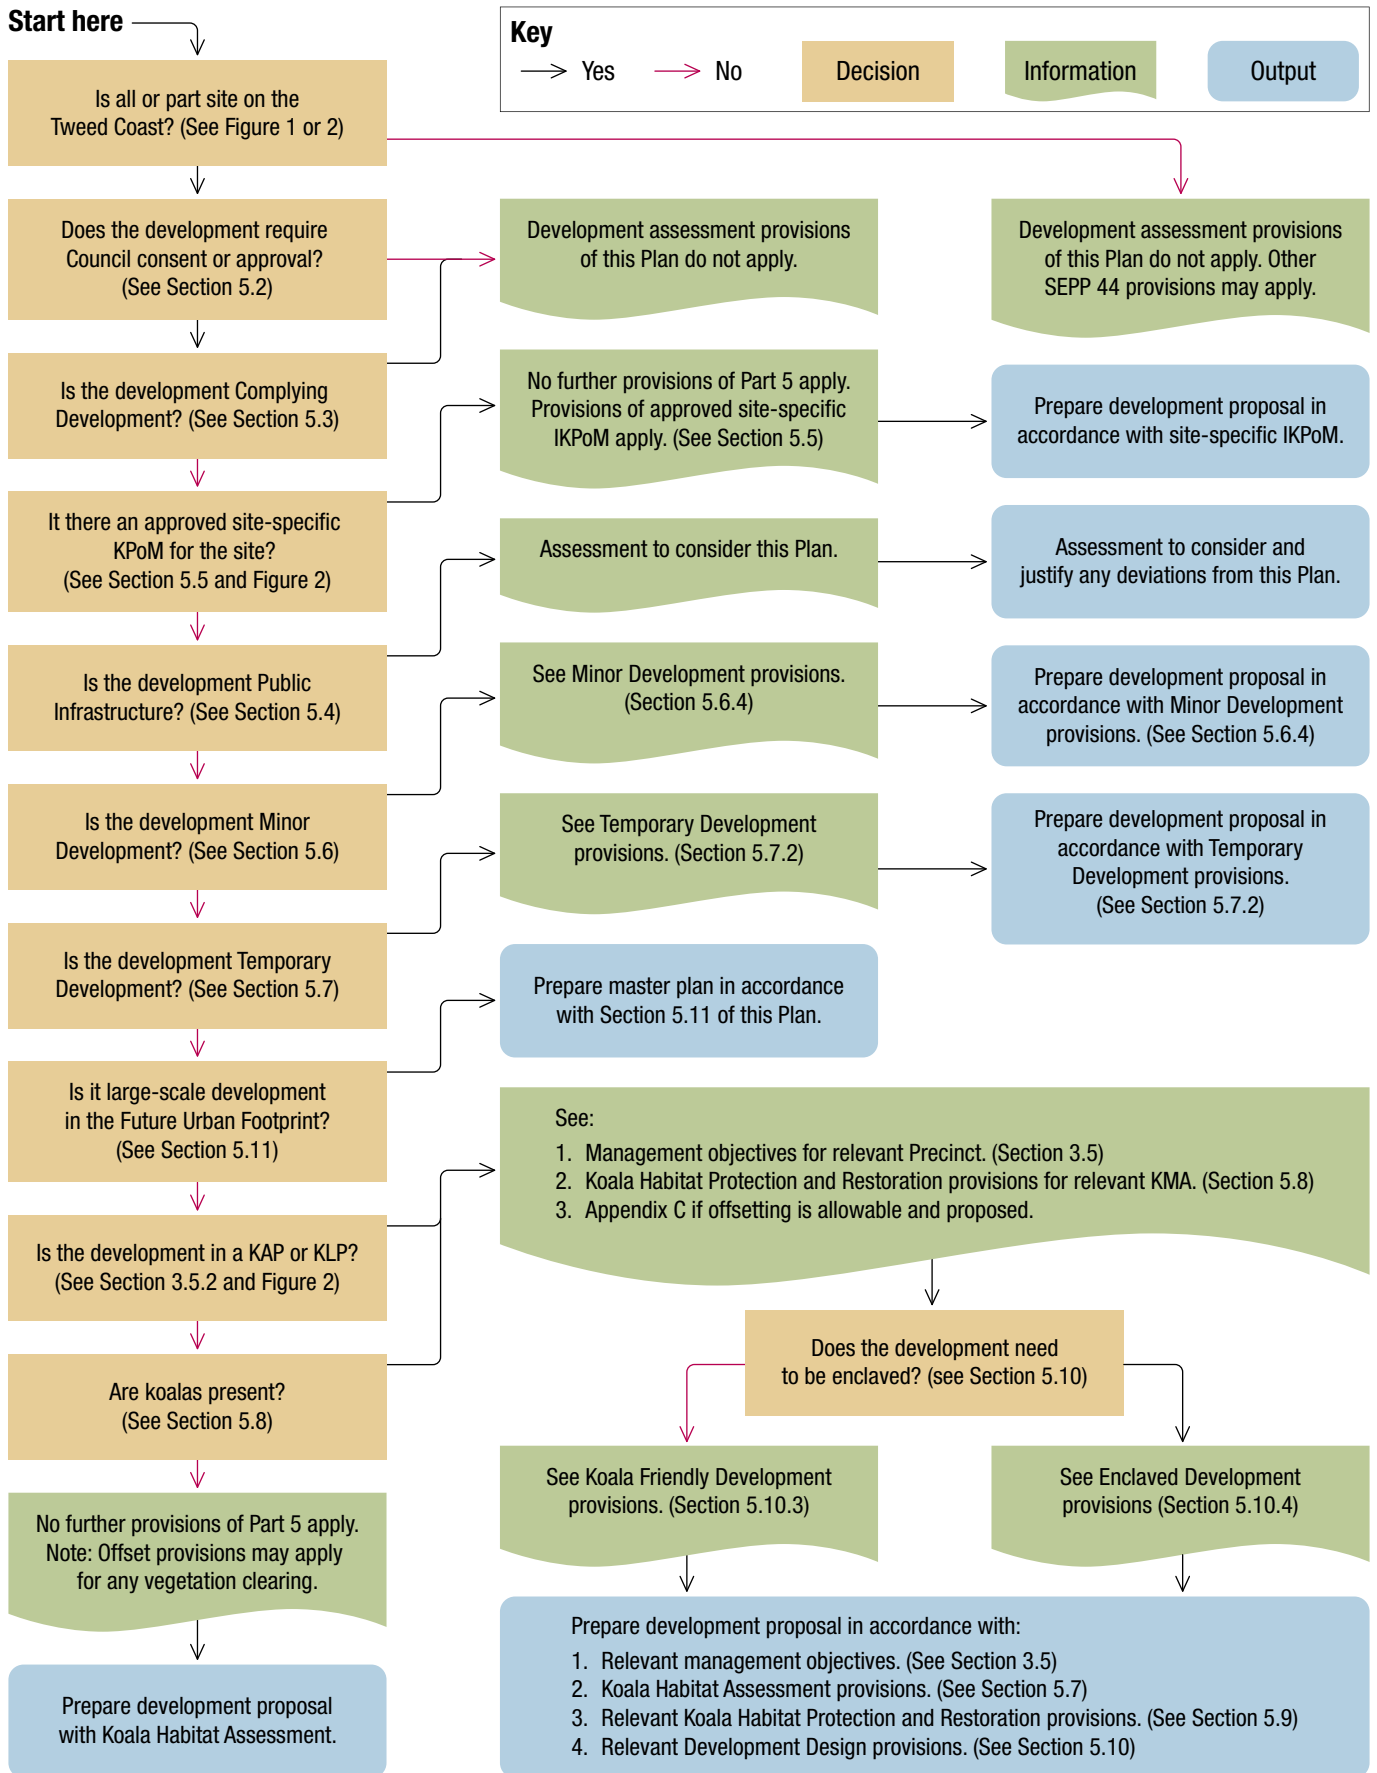 Start here
Key
Yes
No
Decision
Information
Output
Is all or part site on the
Tweed Coast? (See Figure 1 or 2)
Does the development require
Council consent or approval?
(See Section 5.2)
Development assessment provisions
of this Plan do not apply.
Development assessment provisions
of this Plan do not apply. Other
SEPP 44 provisions may apply.
Is the development Complying
Development? (See Section 5.3)
No further provisions of Part 5 apply.
Provisions of approved site-specific
IKPoM apply. (See Section 5.5)
Prepare development proposal in
accordance with site-specific IKPoM.
It there an approved site-specific
KPoM for the site?
(See Section 5.5 and Figure 2)
Assessment to consider this Plan.
Assessment to consider and
justify any deviations from this Plan.
Is the development Public
Infrastructure? (See Section 5.4)
See Minor Development provisions.
(Section 5.6.4)
Prepare development proposal in
accordance with Minor Development
provisions. (See Section 5.6.4)
Is the development Minor
Development? (See Section 5.6)
See Temporary Development
provisions. (Section 5.7.2)
Prepare development proposal in
accordance with Temporary
Development provisions.
(See Section 5.7.2)
Is the development Temporary
Development? (See Section 5.7)
Prepare master plan in accordance
with Section 5.11 of this Plan.
Is it large-scale development
in the Future Urban Footprint?
(See Section 5.11)
See:
1. Management objectives for relevant Precinct. (Section 3.5)
2. Koala Habitat Protection and Restoration provisions for relevant KMA. (Section 5.8)
3. Appendix C if offsetting is allowable and proposed.
Is the development in a KAP or KLP?
(See Section 3.5.2 and Figure 2)
Does the development need
to be enclaved? (see Section 5.10)
Are koalas present?
(See Section 5.8)
See Koala Friendly Development
provisions. (Section 5.10.3)
See Enclaved Development
provisions (Section 5.10.4)
No further provisions of Part 5 apply.
Note: Offset provisions may apply
for any vegetation clearing.
Prepare development proposal in accordance with:
1. Relevant management objectives. (See Section 3.5)
2. Koala Habitat Assessment provisions. (See Section 5.7)
3. Relevant Koala Habitat Protection and Restoration provisions. (See Section 5.9)
4. Relevant Development Design provisions. (See Section 5.10)
Prepare development proposal
with Koala Habitat Assessment.